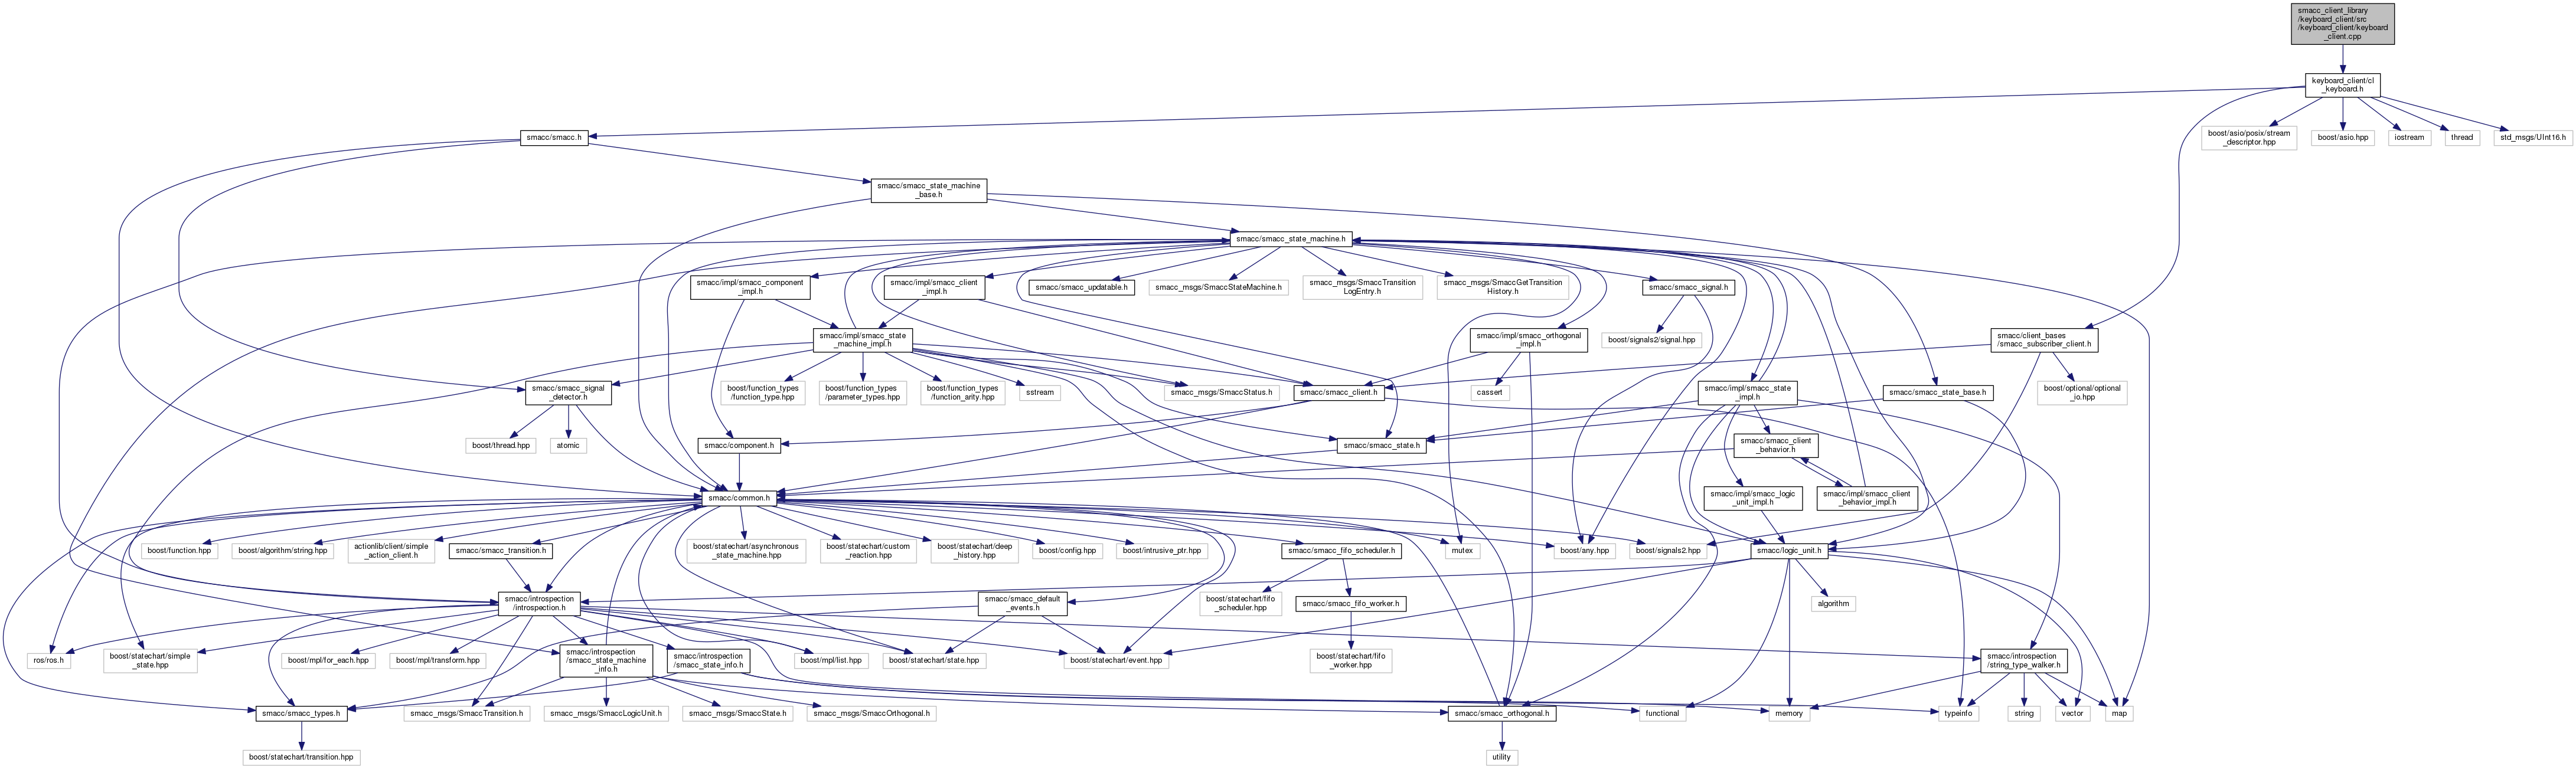 smacc_client_library
/keyboard_client/src
/keyboard_client/keyboard
_client.cpp
keyboard_client/cl
_keyboard.h
smacc/smacc.h
boost/asio/posix/stream
_descriptor.hpp
boost/asio.hpp
iostream
thread
std_msgs/UInt16.h
smacc/smacc_state_machine
_base.h
smacc/smacc_state_machine.h
smacc/impl/smacc_component
_impl.h
smacc/impl/smacc_client
_impl.h
smacc/smacc_updatable.h
smacc_msgs/SmaccStateMachine.h
smacc_msgs/SmaccTransition
LogEntry.h
smacc_msgs/SmaccGetTransition
History.h
smacc/smacc_signal.h
smacc/impl/smacc_state
_machine_impl.h
smacc/impl/smacc_orthogonal
_impl.h
boost/signals2/signal.hpp
smacc/client_bases
/smacc_subscriber_client.h
smacc/smacc_signal
_detector.h
boost/function_types
/function_type.hpp
boost/function_types
/parameter_types.hpp
boost/function_types
/function_arity.hpp
sstream
smacc_msgs/SmaccStatus.h
smacc/smacc_client.h
cassert
smacc/impl/smacc_state
_impl.h
smacc/smacc_state_base.h
boost/optional/optional
_io.hpp
boost/thread.hpp
atomic
smacc/component.h
smacc/smacc_state.h
smacc/smacc_client
_behavior.h
smacc/common.h
smacc/impl/smacc_logic
_unit_impl.h
smacc/impl/smacc_client
_behavior_impl.h
boost/function.hpp
boost/algorithm/string.hpp
actionlib/client/simple
_action_client.h
smacc/smacc_transition.h
boost/statechart/asynchronous
_state_machine.hpp
boost/statechart/custom
_reaction.hpp
boost/statechart/deep
_history.hpp
boost/config.hpp
boost/intrusive_ptr.hpp
smacc/smacc_fifo_scheduler.h
mutex
boost/any.hpp
boost/signals2.hpp
smacc/logic_unit.h
smacc/introspection
/introspection.h
smacc/smacc_default
_events.h
boost/statechart/fifo
_scheduler.hpp
smacc/smacc_fifo_worker.h
algorithm
ros/ros.h
boost/statechart/simple
_state.hpp
boost/mpl/for_each.hpp
boost/mpl/transform.hpp
smacc/introspection
/smacc_state_machine
_info.h
smacc/introspection
/smacc_state_info.h
boost/mpl/list.hpp
boost/statechart/state.hpp
boost/statechart/event.hpp
boost/statechart/fifo
_worker.hpp
smacc/introspection
/string_type_walker.h
smacc/smacc_types.h
smacc_msgs/SmaccTransition.h
smacc_msgs/SmaccLogicUnit.h
smacc_msgs/SmaccState.h
smacc_msgs/SmaccOrthogonal.h
smacc/smacc_orthogonal.h
functional
memory
typeinfo
string
vector
map
boost/statechart/transition.hpp
utility